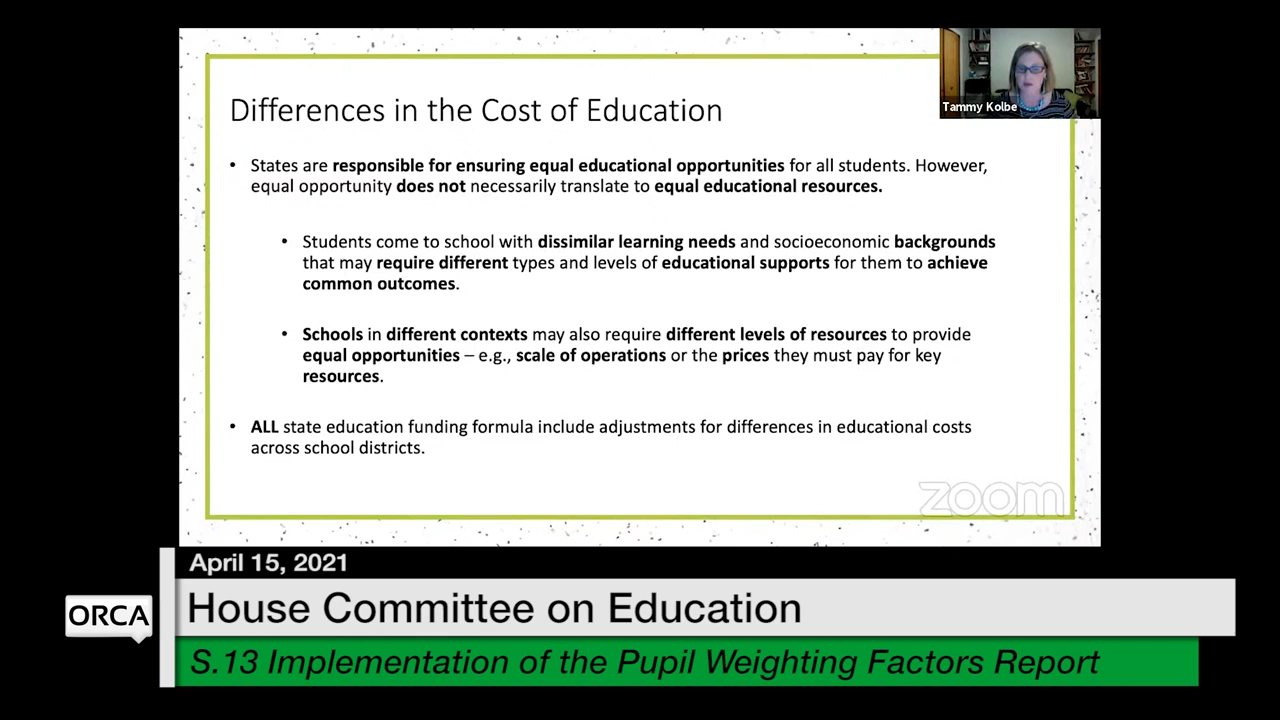 Differences in the Cost of Education
Tammy Kolbe
• States are responsible for ensuring equal educational opportunities for all students. However,
equal opportunity does not necessarily translate to equal educational resources.
• Students come to school with dissimilar learning needs and socioeconomic backgrounds
that may require different types and levels of educational supports for them to achieve
common outcomes.
• Schools in different contexts may also require different levels of resources to provide
equal opportunities – e.g., scale of operations or the prices they must pay for key
resources.
• ALL state education funding formula include adjustments for differences in educational costs
across school districts.
zoom
April 15, 2021
ORCA
House Committee on Education
S.13 Implementation of the Pupil Weighting Factors Report